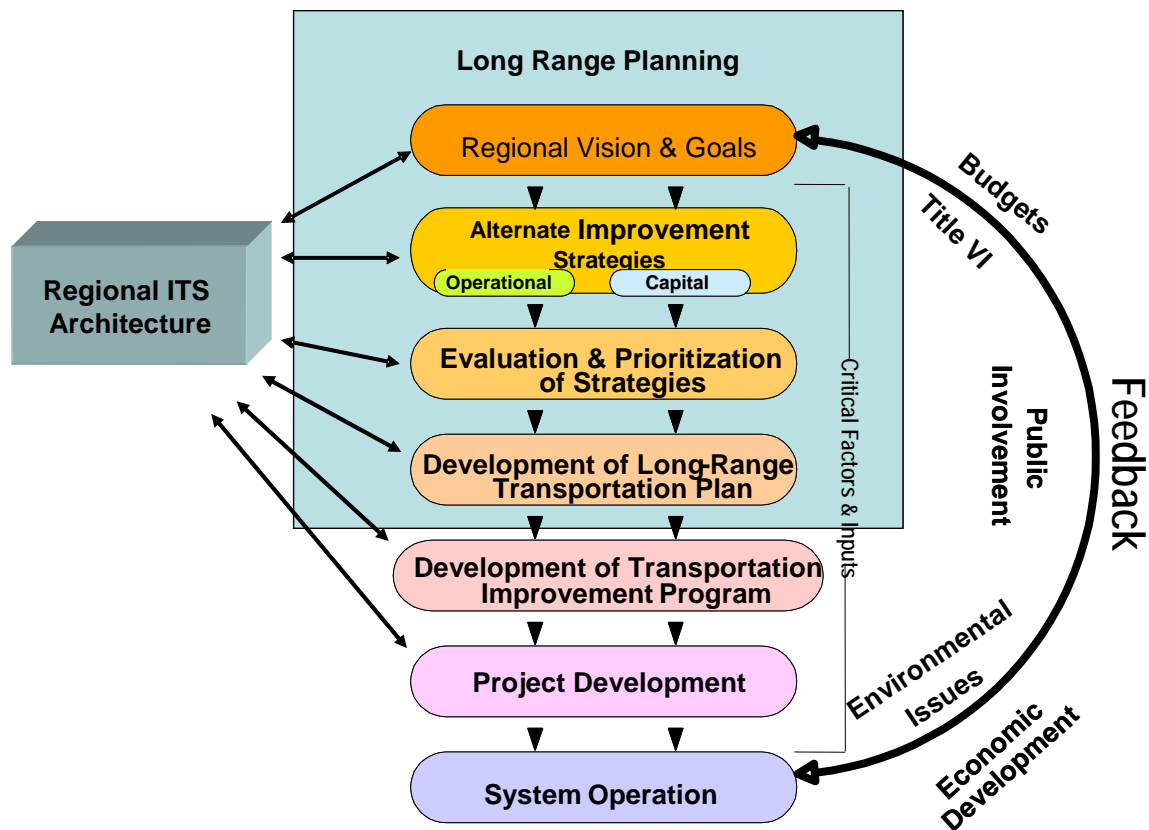 Long Range Planning
Regional Vision & Goals
Alternate Improvement
Strategies
Operational
Capital
Evaluation & Prioritization
of Strategies
Development of Long-Range
Transportation Plan
Development of Transportation
Improvement Program
Project Development
System Operation
Regional ITS
Architecture
Critical Factors & Inputs
Budgets
Title VI
Public
Involvement
Environmental
Issues
Economic
Development
Feedback